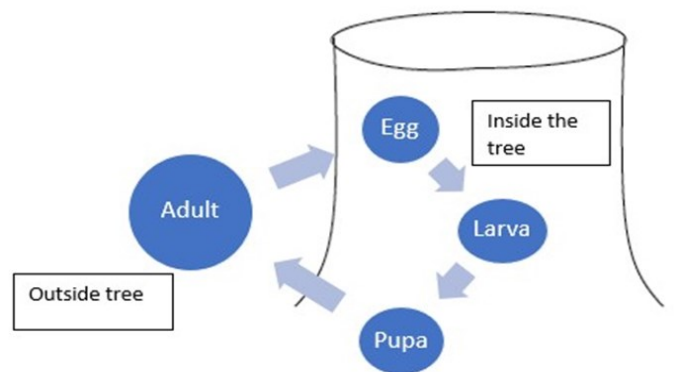 Egg
Inside the
tree
Adult
Larva
Outside tree
Pupa